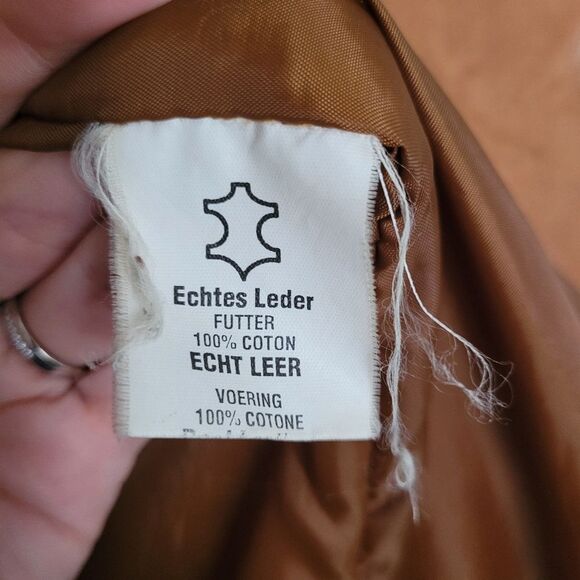 Echtes Leder
FUTTER
100% COTON
ECHT LEER
VOERING
100% COTONE